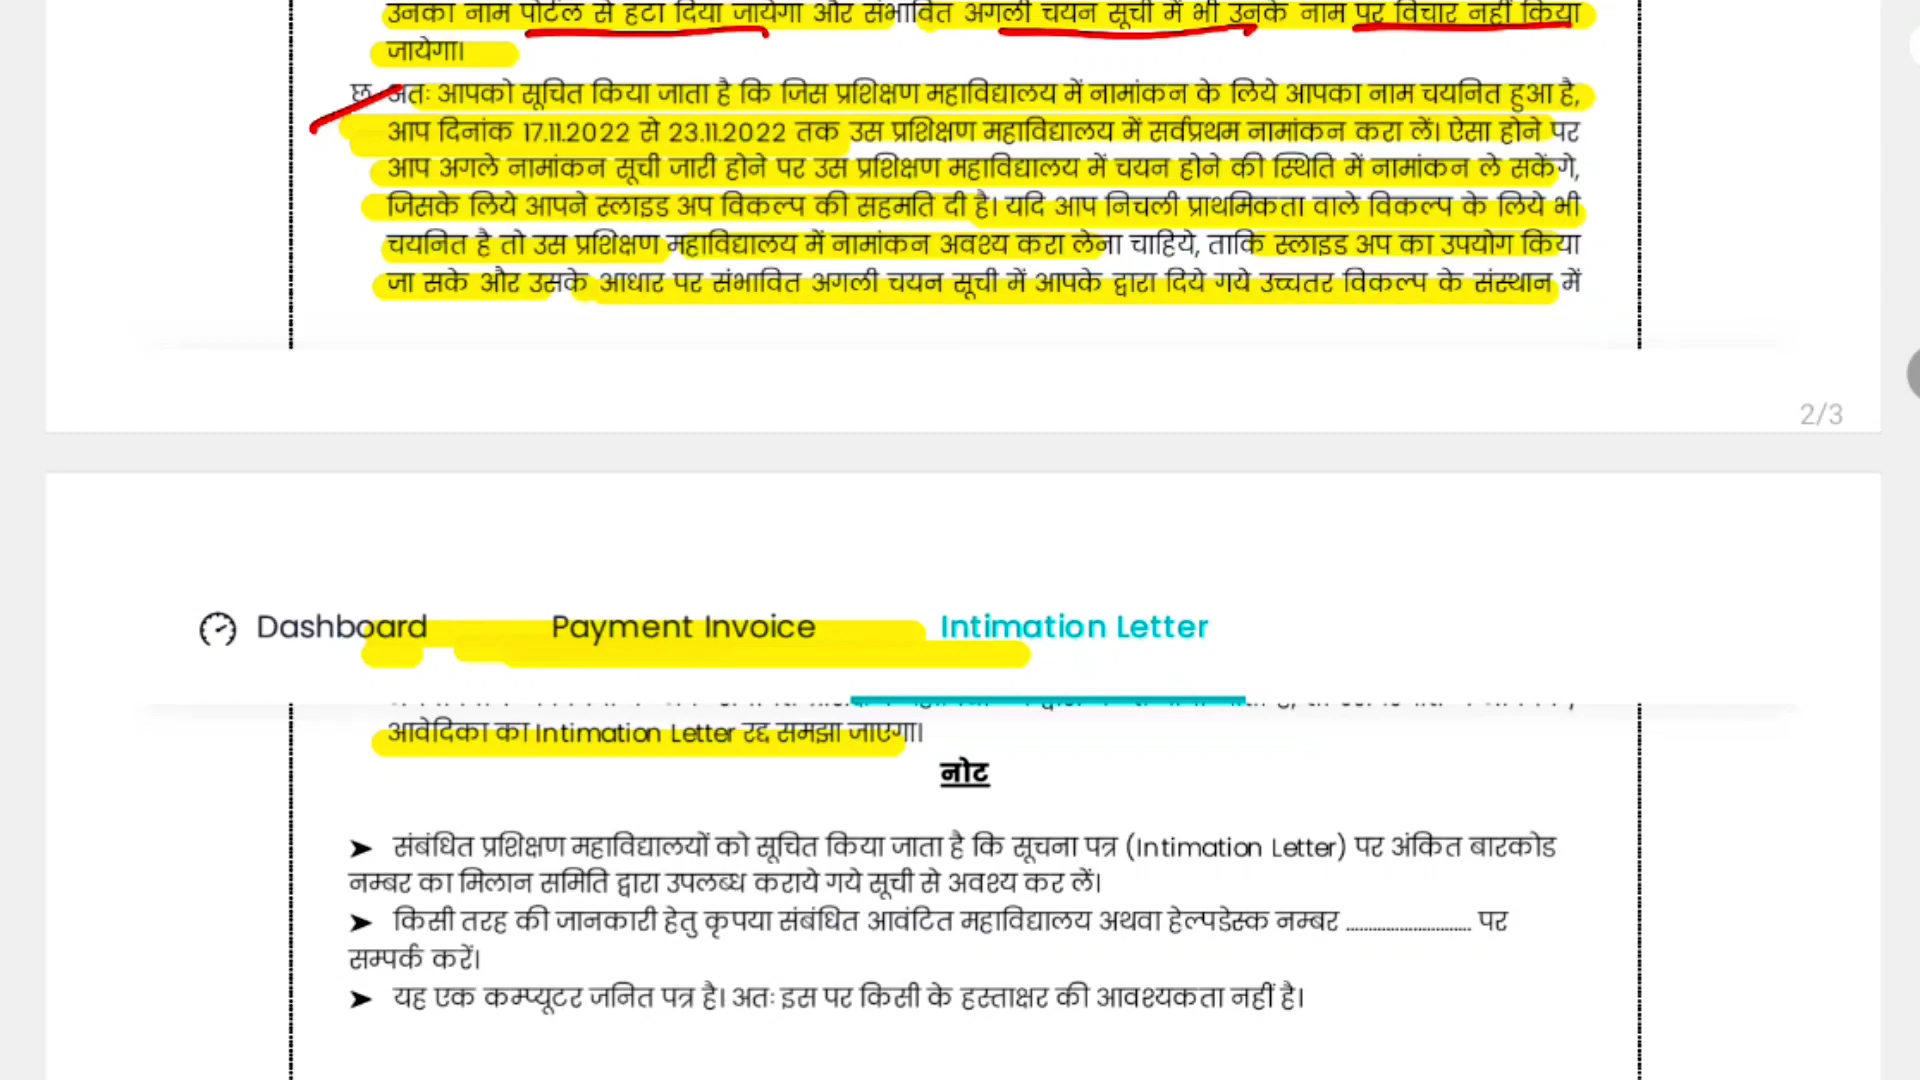 उनका नाम पोर्टल से हटा दिया जायेगा और संभावित अगली चयन सूची में भी उनके नाम पर विचार नहीं किया
जायेगा।
छ. अतः आपको सूचित किया जाता है कि जिस प्रशिक्षण महाविद्यालय में नामांकन के लिये आपका नाम चयनित हुआ है,
आप दिनांक 17.11.2022 से 23.11.2022 तक उस प्रशिक्षण महाविद्यालय में सर्वप्रथम नामांकन करा लें। ऐसा होने पर
आप अगले नामांकन सूची जारी होने पर उस प्रशिक्षण महाविद्यालय में चयन होने की स्थिति में नामांकन ले सकेंगे,
जिसके लिये आपने स्लाइड अप विकल्प की सहमति दी है। यदि आप निचली प्राथमिकता वाले विकल्प के लिये भी
चयनित है तो उस प्रशिक्षण महाविद्यालय में नामांकन अवश्य करा लेना चाहिये, ताकि स्लाइड अप का उपयोग किया
जा सके और उसके आधार पर संभावित अगली चयन सूची में आपके द्वारा दिये गये उच्चतर विकल्प के संस्थान में
2/3
Dashboard Payment Invoice Intimation Letter
आवेदिका का Intimation Letter रद्द समझा जाएगा।
नोट
➤ संबंधित प्रशिक्षण महाविद्यालयों को सूचित किया जाता है कि सूचना पत्र (Intimation Letter) पर अंकित बारकोड
नम्बर का मिलान समिति द्वारा उपलब्ध कराये गये सूची से अवश्य कर लें।
➤ किसी तरह की जानकारी हेतु कृपया संबंधित आवंटित महाविद्यालय अथवा हेल्पडेस्क नम्बर ............................ पर
सम्पर्क करें।
➤ यह एक कम्प्यूटर जनित पत्र है। अतः इस पर किसी के हस्ताक्षर की आवश्यकता नहीं है।